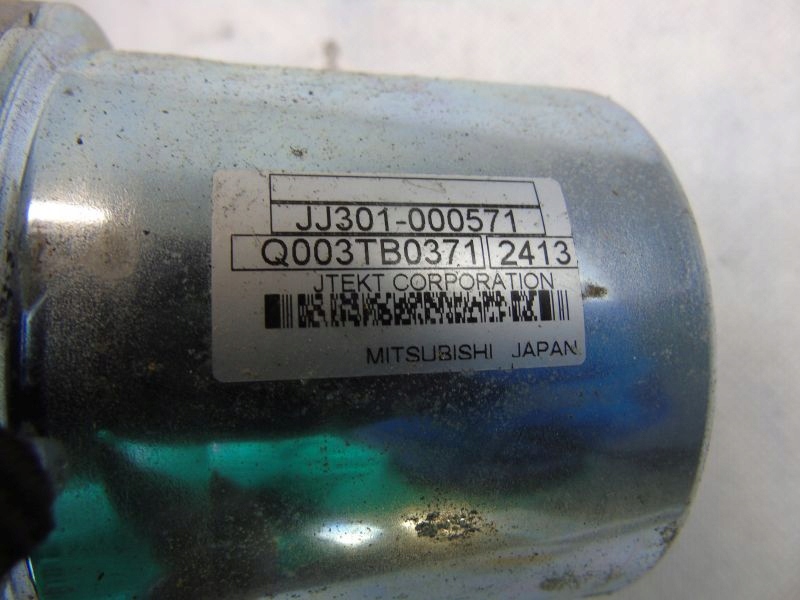 JJ301-000571
Q003TB0371 2413
JTEKT CORPORATION
MITSUBISHI JAPAN